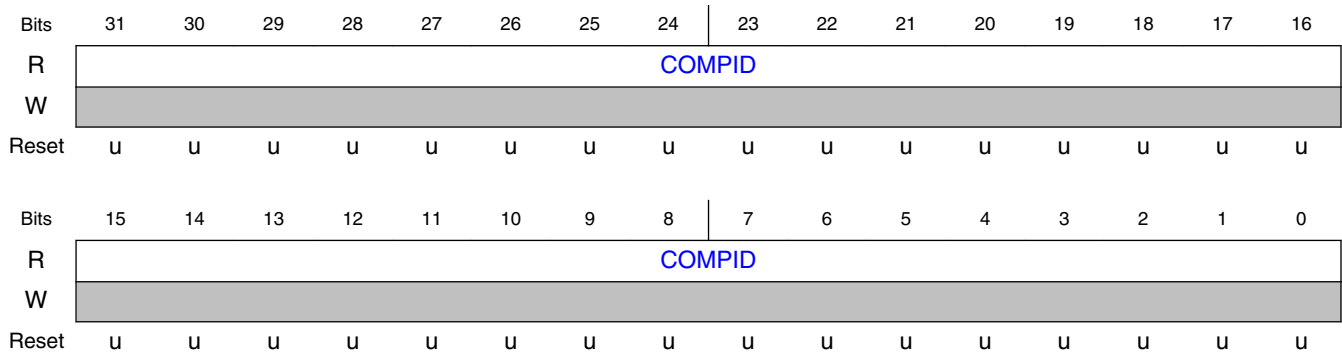 Bits 31 30 29 28 27 26 25 24 23 22 21 20 19 18 17 16
R COMPID
W
Reset u u u u u u u u u u u u u u u u
Bits 15 14 13 12 11 10 9 8 7 6 5 4 3 2 1 0
R COMPID
W
Reset u u u u u u u u u u u u u u u u